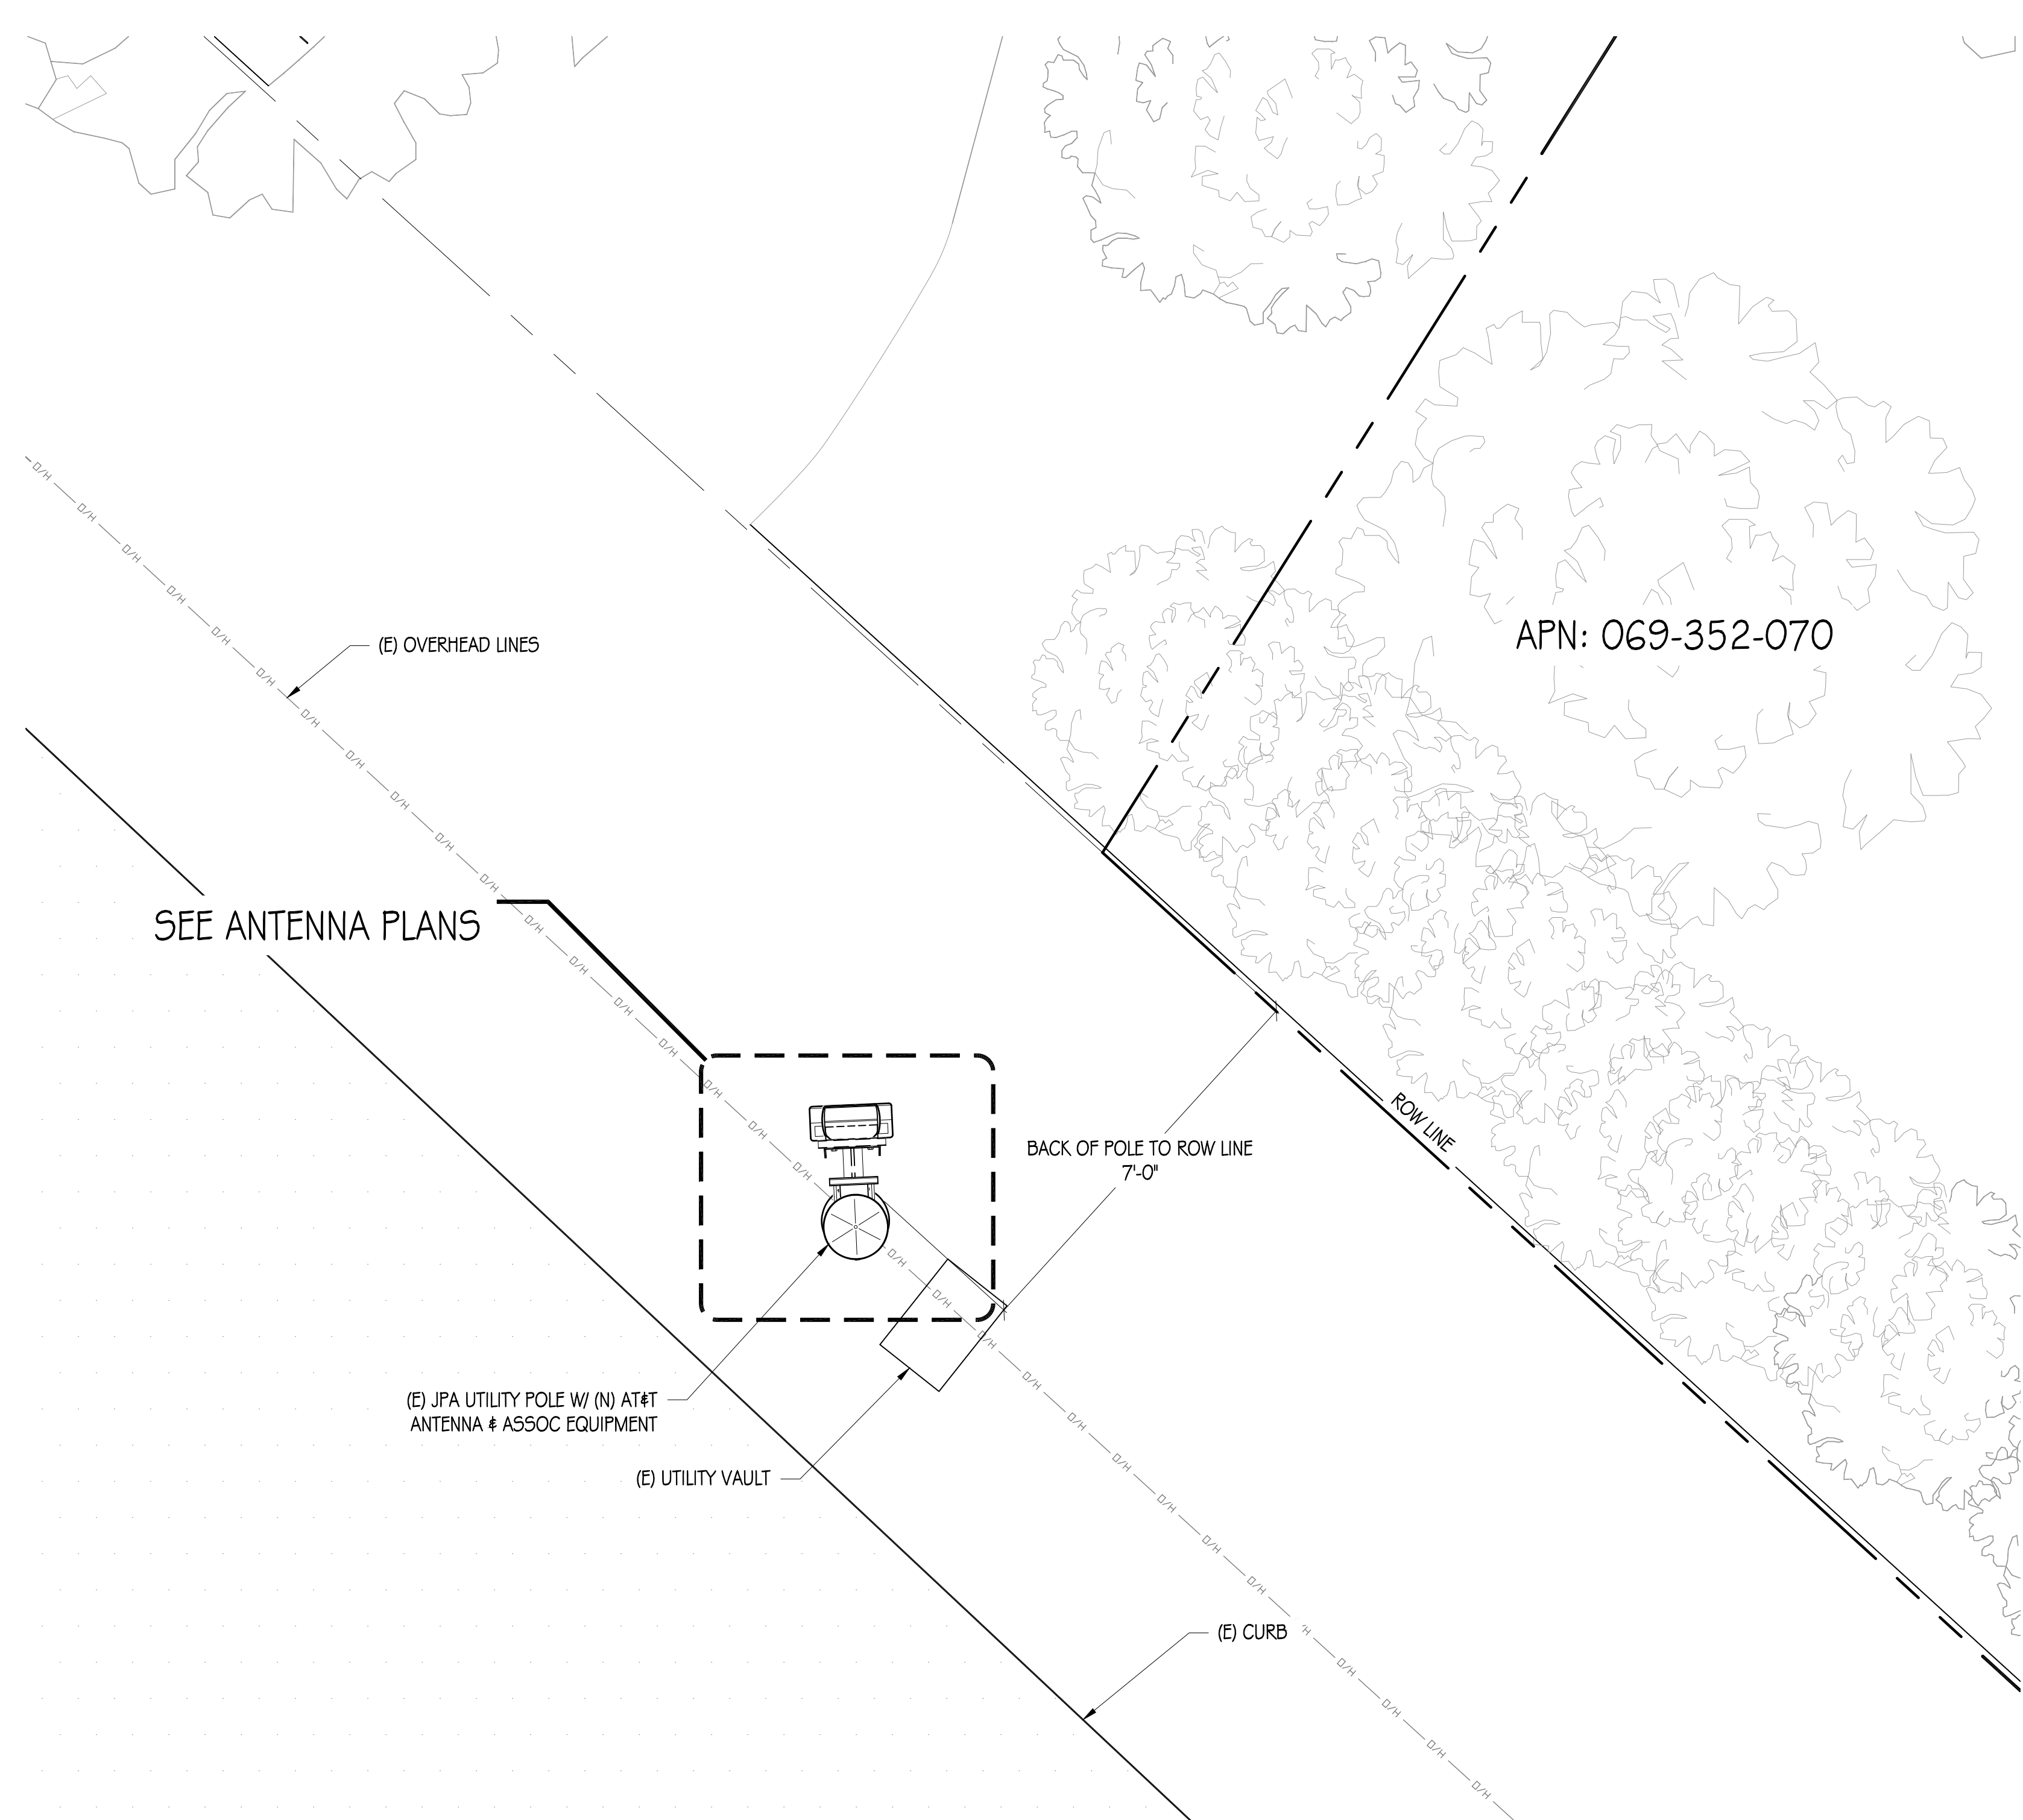 (E) OVERHEAD LINES
APN: 069-352-070
SEE ANTENNA PLANS
ROW LINE
BACK OF POLE TO ROW LINE
7'-0"
(E) JPA UTILITY POLE W/ (N) AT&T
ANTENNA & ASSOC EQUIPMENT
(E) UTILITY VAULT
(E) CURB
O/H O/H O/H O/H O/H O/H O/H O/H O/H O/H O/H O/H O/H O/H O/H O/H O/H O/H O/H O/H O/H O/H O/H O/H O/H O/H O/H O/H H O/H O/H O/H O/H